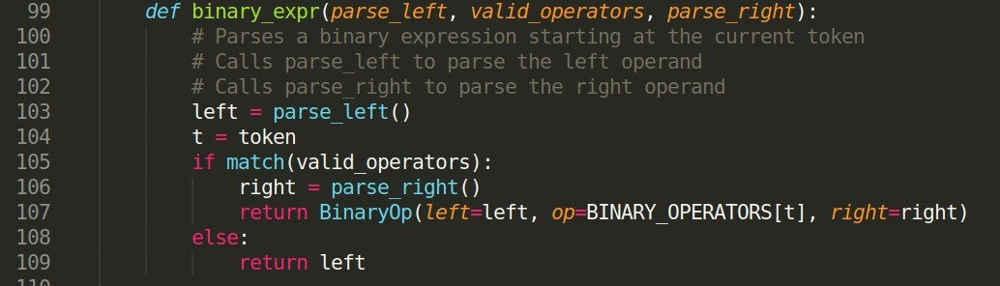 99 def binary_expr(parse_left, valid_operators, parse_right):
100 # Parses a binary expression starting at the current token
101 # Calls parse_left to parse the left operand
102 # Calls parse_right to parse the right operand
103 left = parse_left()
104 t = token
105 if match(valid_operators):
106 right = parse_right()
107 return BinaryOp(left=left, op=BINARY_OPERATORS[t], right=right)
108 else:
109 return left
110